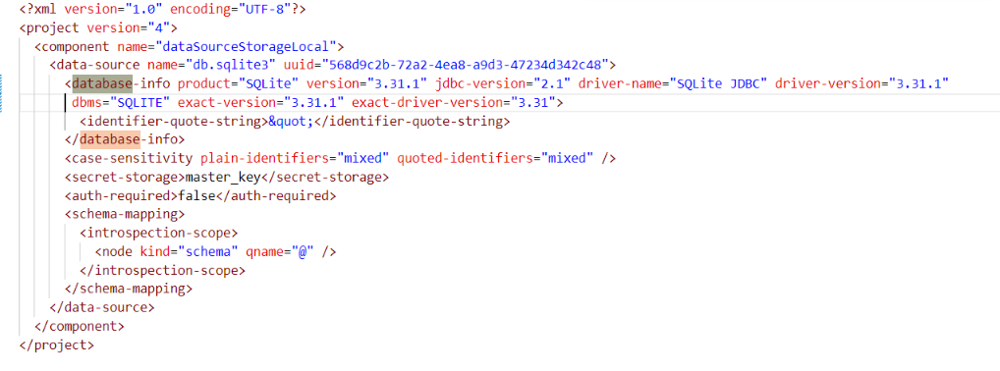 <?xml version="1.0" encoding="UTF-8"?>
<project version="4">
<component name="dataSourceStorageLocal">
<data-source name="db.sqlite3" uuid="568d9c2b-72a2-4ea8-a9d3-47234d342c48">
<database-info product="SQLite" version="3.31.1" jdbc-version="2.1" driver-name="SQLite JDBC" driver-version="3.31.1"
dbms="SQLITE" exact-version="3.31.1" exact-driver-version="3.31">
<identifier-quote-string>&quot;</identifier-quote-string>
</database-info>
<case-sensitivity plain-identifiers="mixed" quoted-identifiers="mixed" />
<secret-storage>master_key</secret-storage>
<auth-required>false</auth-required>
<schema-mapping>
<introspection-scope>
<node kind="schema" qname="@" />
</introspection-scope>
</schema-mapping>
</data-source>
</component>
</project>